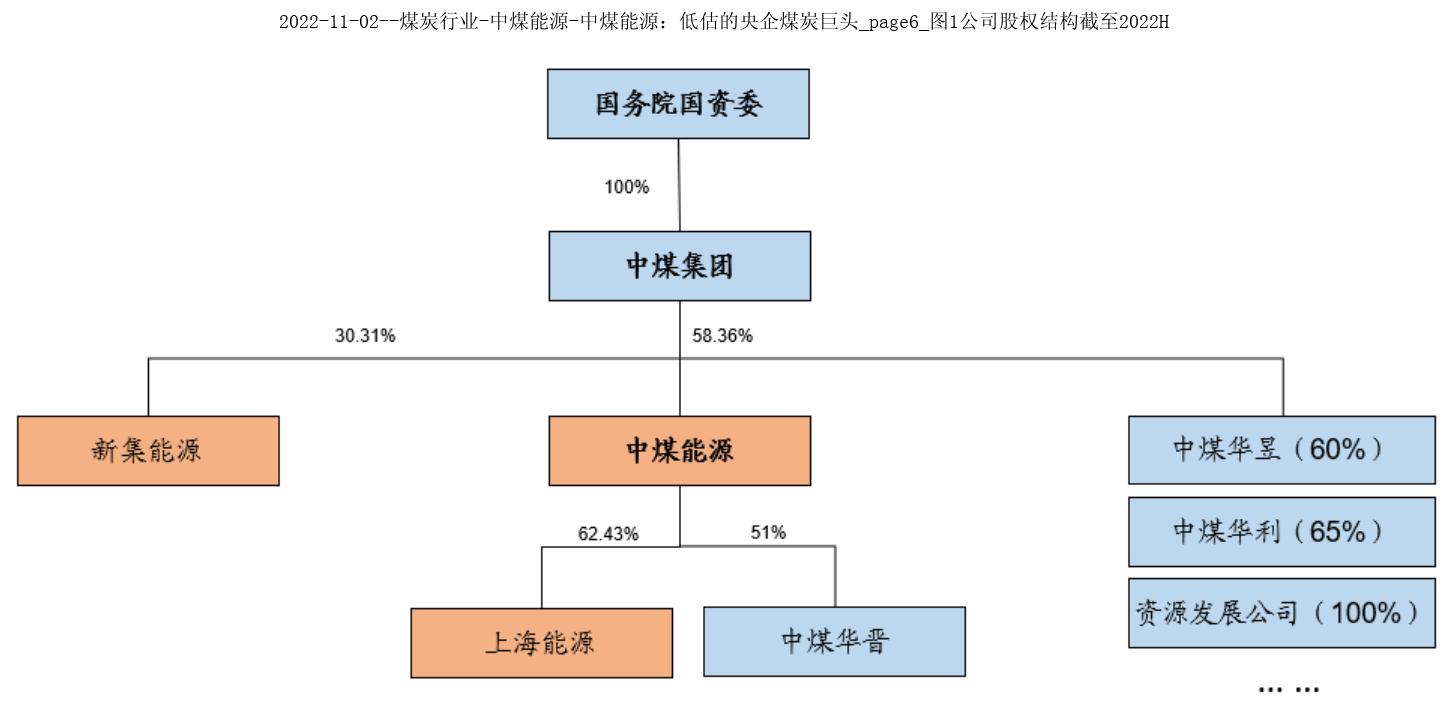 2022-11-02--煤炭行业-中煤能源-中煤能源：低估的央企煤炭巨头_page6_图1公司股权结构截至2022H
国务院国资委
100%
中煤集团
30.31%
58.36%
新集能源
中煤能源
中煤华昱（60%）
中煤华利（65%）
资源发展公司（100%）
... ...
62.43%
51%
上海能源
中煤华晋